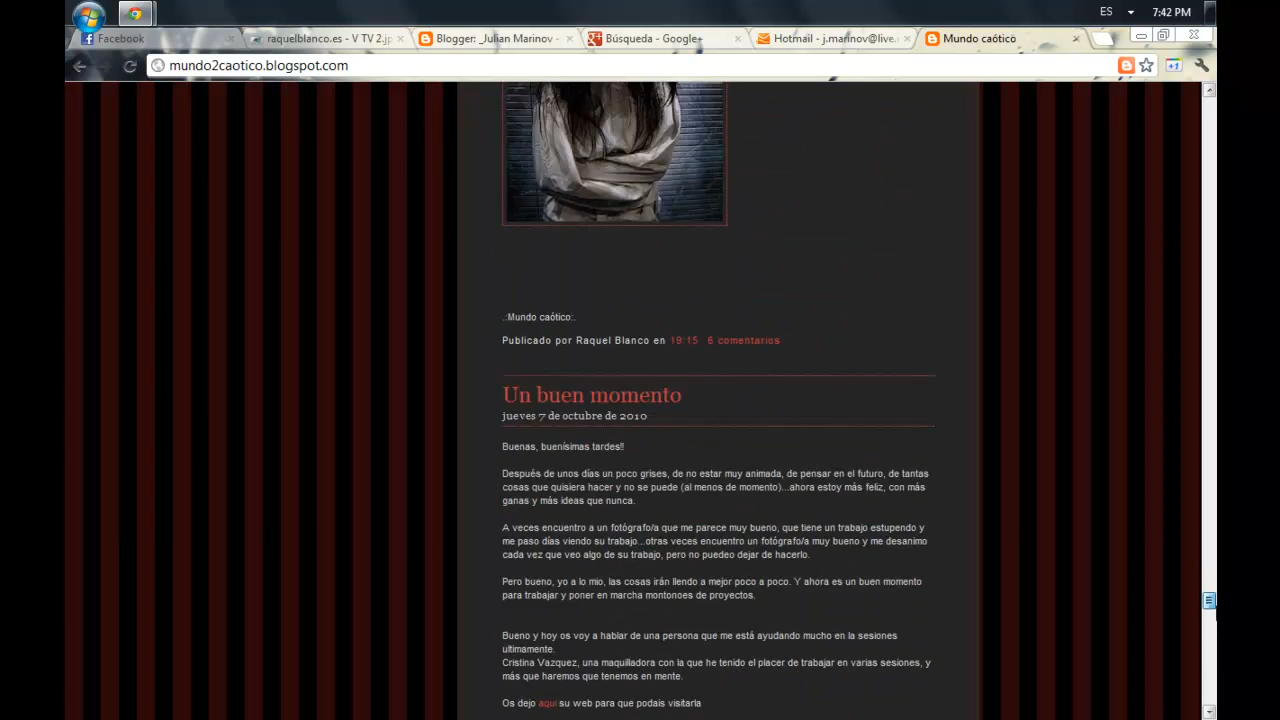 ES
7:42 PM
Facebook
raquelblanco.es - V TV 2.jp
Blogger: _Julian Marinov -
Búsqueda - Google+
Hotmail - j.marinov@live.
Mundo caótico
mundo2caotico.blogspot.com
+1
.:Mundo caótico:.
Publicado por Raquel Blanco en 19:15 6 comentarios
Un buen momento
jueves 7 de octubre de 2010
Buenas, buenísimas tardes!!
Después de unos días un poco grises, de no estar muy animada, de pensar en el futuro, de tantas
cosas que quisiera hacer y no se puede (al menos de momento)...ahora estoy más feliz, con más
ganas y más ideas que nunca.
A veces encuentro a un fotógrafo/a que me parece muy bueno, que tiene un trabajo estupendo y
me paso días viendo su trabajo...otras veces encuentro un fotógrafo/a muy bueno y me desanimo
cada vez que veo algo de su trabajo, pero no puedeo dejar de hacerlo.
Pero bueno, yo a lo mio, las cosas irán llendo a mejor poco a poco. Y ahora es un buen momento
para trabajar y poner en marcha montonoes de proyectos.
Bueno y hoy os voy a hablar de una persona que me está ayudando mucho en la sesiones
ultimamente.
Cristina Vazquez, una maquilladora con la que he tenido el placer de trabajar en varias sesiones, y
más que haremos que tenemos en mente.
Os dejo aqui su web para que podais visitarla